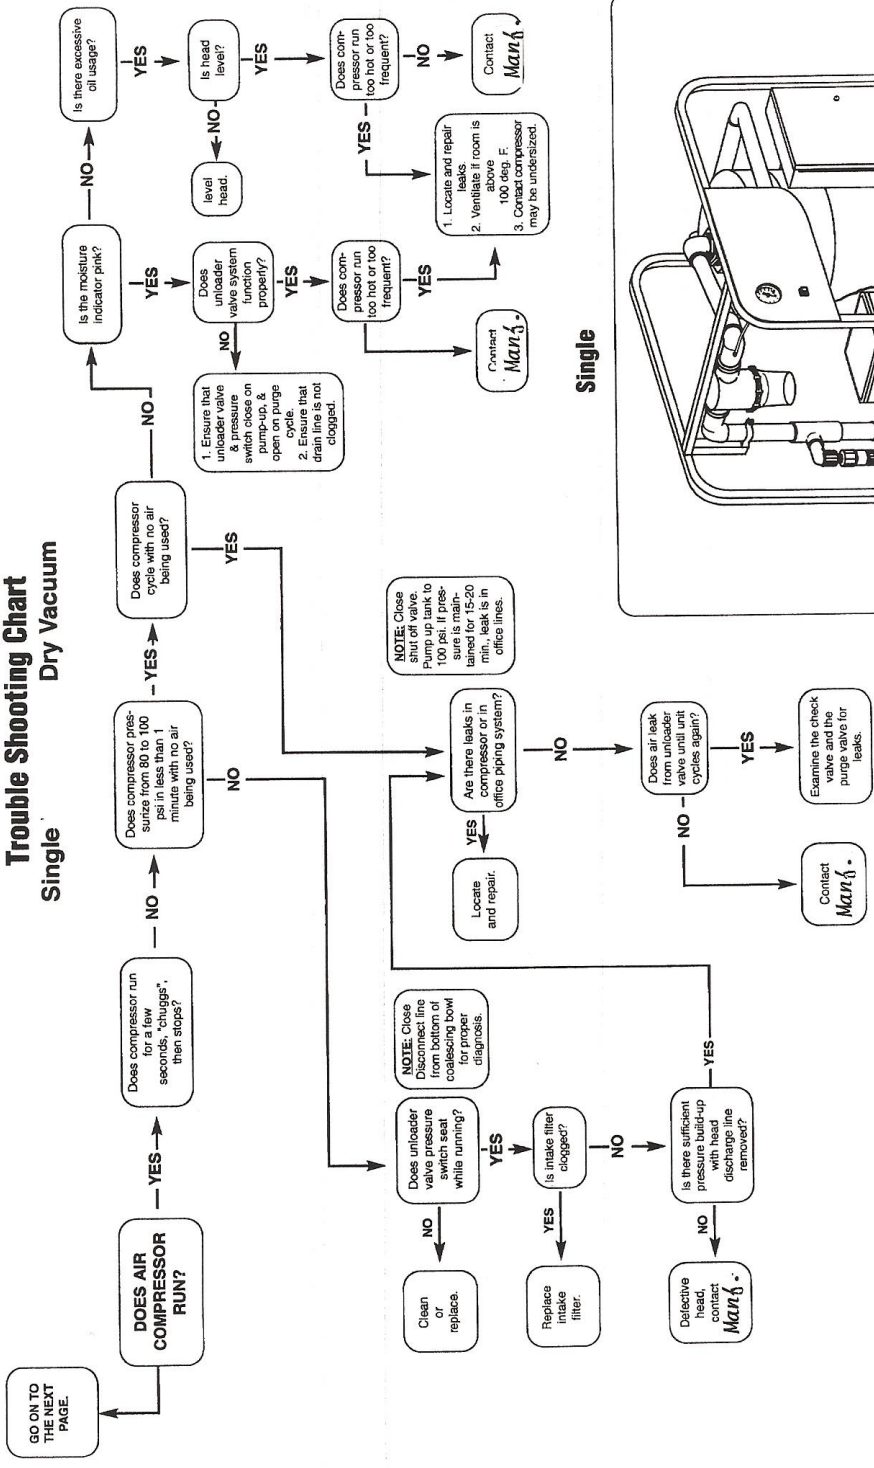 Trouble Shooting Chart
Single Dry Vacuum
GO ON TO
THE NEXT
PAGE.
DOES AIR
COMPRESSOR
RUN?
YES
Does compressor run
for a few
seconds, "chuggs",
then stops?
NO
Does compressor pres-
surize from 80 to 100
psi in less than 1
minute with no air
being used?
YES
Does compressor
cycle with no air
being used?
NO
Is the moisture
indicator pink?
NO
Is there excessive
oil usage?
YES
Is head
level?
NO
level
head.
YES
Does com-
pressor run
too hot or too
frequent?
NO
Contact
Manf.
YES
1. Locate and repair
leaks.
2. Ventilate if room is
above
100 deg. F.
3. Contact compressor
may be undersized.
YES
Does
unloader
valve system
function
properly?
NO
1. Ensure that
unloader valve
& pressure
switch close on
pump-up, &
open on purge
cycle.
2. Ensure that
drain line is not
clogged.
YES
Does com-
pressor run
too hot or too
frequent?
YES
Contact
Manf.
YES
NO
NOTE: Close
shut off valve.
Pump up tank to
100 psi. If pres-
sure is main-
tained for 15-20
min., leak is in
office lines.
Are there leaks in
compressor or in
office piping system?
YES
Locate
and repair.
NO
Does air leak
from unloader
valve until unit
cycles again?
NO
Contact
Manf.
YES
Examine the check
valve and the
purge valve for
leaks.
NOTE: Close
Disconnect line
from bottom of
coalescing bowl
for proper
diagnosis.
Does unloader
valve pressure
switch seat
while running?
NO
Clean
or
replace.
YES
Is intake filter
clogged?
YES
Replace
intake
filter.
NO
Is there sufficient
pressure build-up
with head
discharge line
removed?
YES
NO
Defective
head,
contact
Manf.
Single